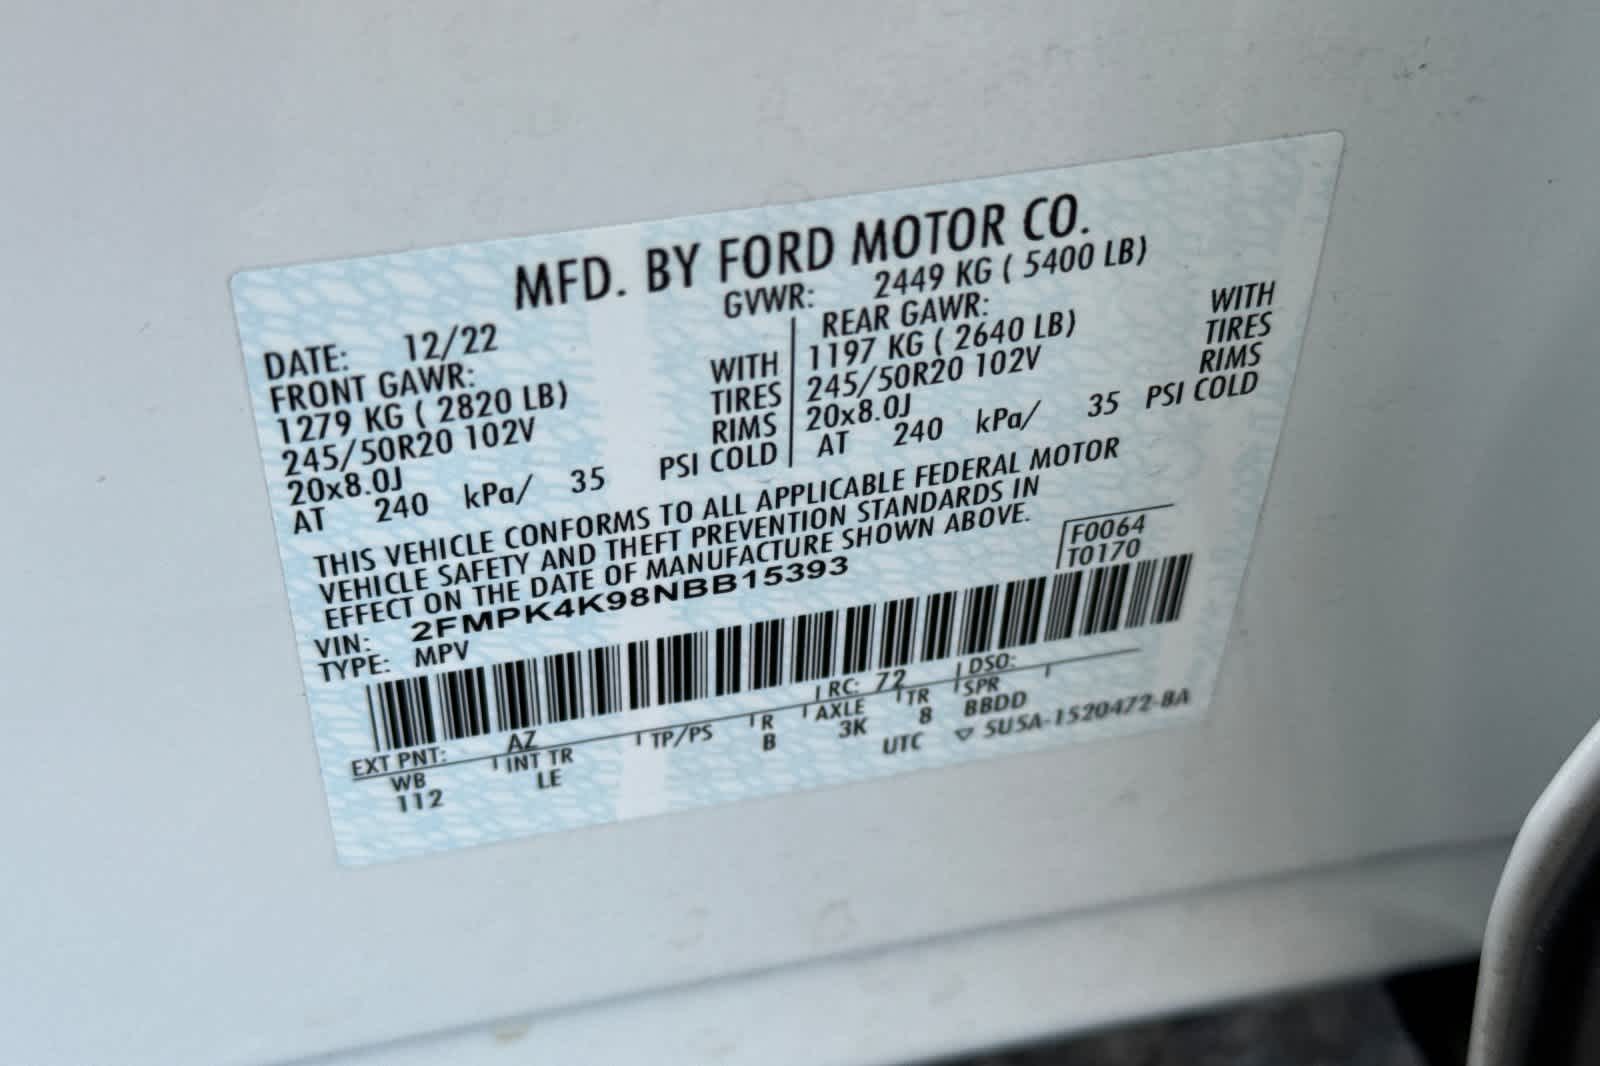 MFD. BY FORD MOTOR CO.
DATE: 12/22
GVWR: 2449 KG ( 5400 LB)
FRONT GAWR:
1279 KG ( 2820 LB) WITH
245/50R20 102V TIRES
20x8.0J RIMS
AT 240 kPa/ 35 PSI COLD
REAR GAWR:
1197 KG ( 2640 LB) WITH
245/50R20 102V TIRES
20x8.0J RIMS
AT 240 kPa/ 35 PSI COLD
THIS VEHICLE CONFORMS TO ALL APPLICABLE FEDERAL MOTOR
VEHICLE SAFETY AND THEFT PREVENTION STANDARDS IN
EFFECT ON THE DATE OF MANUFACTURE SHOWN ABOVE.
VIN: 2FMPK4K98NBB15393
TYPE: MPV
F0064
T0170
EXT PNT: AZ RC: 72 DSO:
WB INT TR TP/PS R AXLE TR SPR
112 LE B 3K 8 BBDD
UTC ▽ 5U5A-1520472-BA